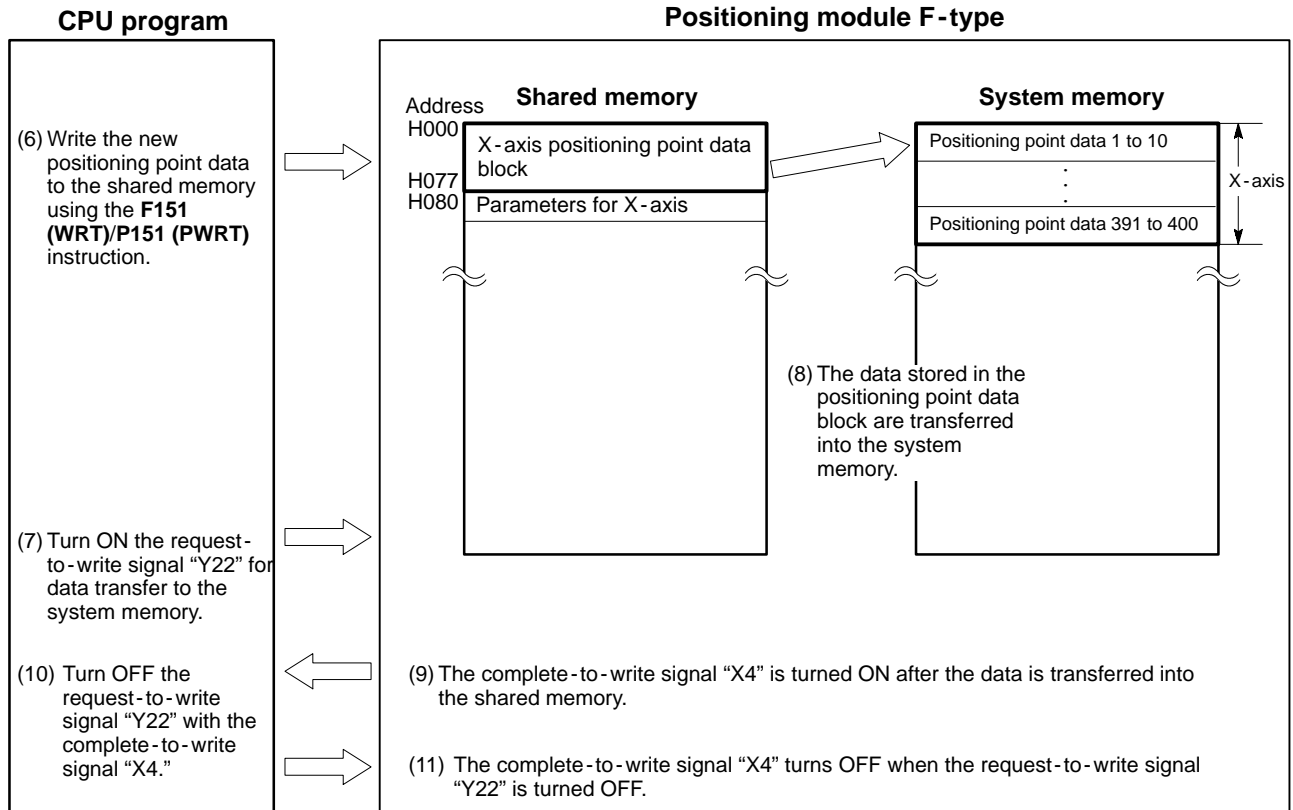 CPU program
Positioning module F-type
(6) Write the new
positioning point data
to the shared memory
using the F151
(WRT)/P151 (PWRT)
instruction.
Address
Shared memory
System memory
H000
X-axis positioning point data
block
H077
H080
Parameters for X-axis
Positioning point data 1 to 10
Positioning point data 391 to 400
X-axis
(8) The data stored in the
positioning point data
block are transferred
into the system
memory.
(7) Turn ON the request-
to-write signal “Y22” for
data transfer to the
system memory.
(10) Turn OFF the
request-to-write
signal “Y22” with the
complete-to-write
signal “X4.”
(9) The complete-to-write signal “X4” is turned ON after the data is transferred into
the shared memory.
(11) The complete-to-write signal “X4” turns OFF when the request-to-write signal
“Y22” is turned OFF.